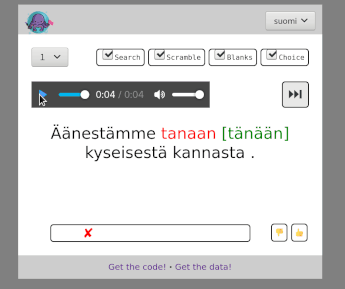 suomi
1
Search
Scramble
Blanks
Choice
0:04 / 0:04
Äänestämme tanaan [tänään]
kyseisestä kannasta .
Get the code! • Get the data!